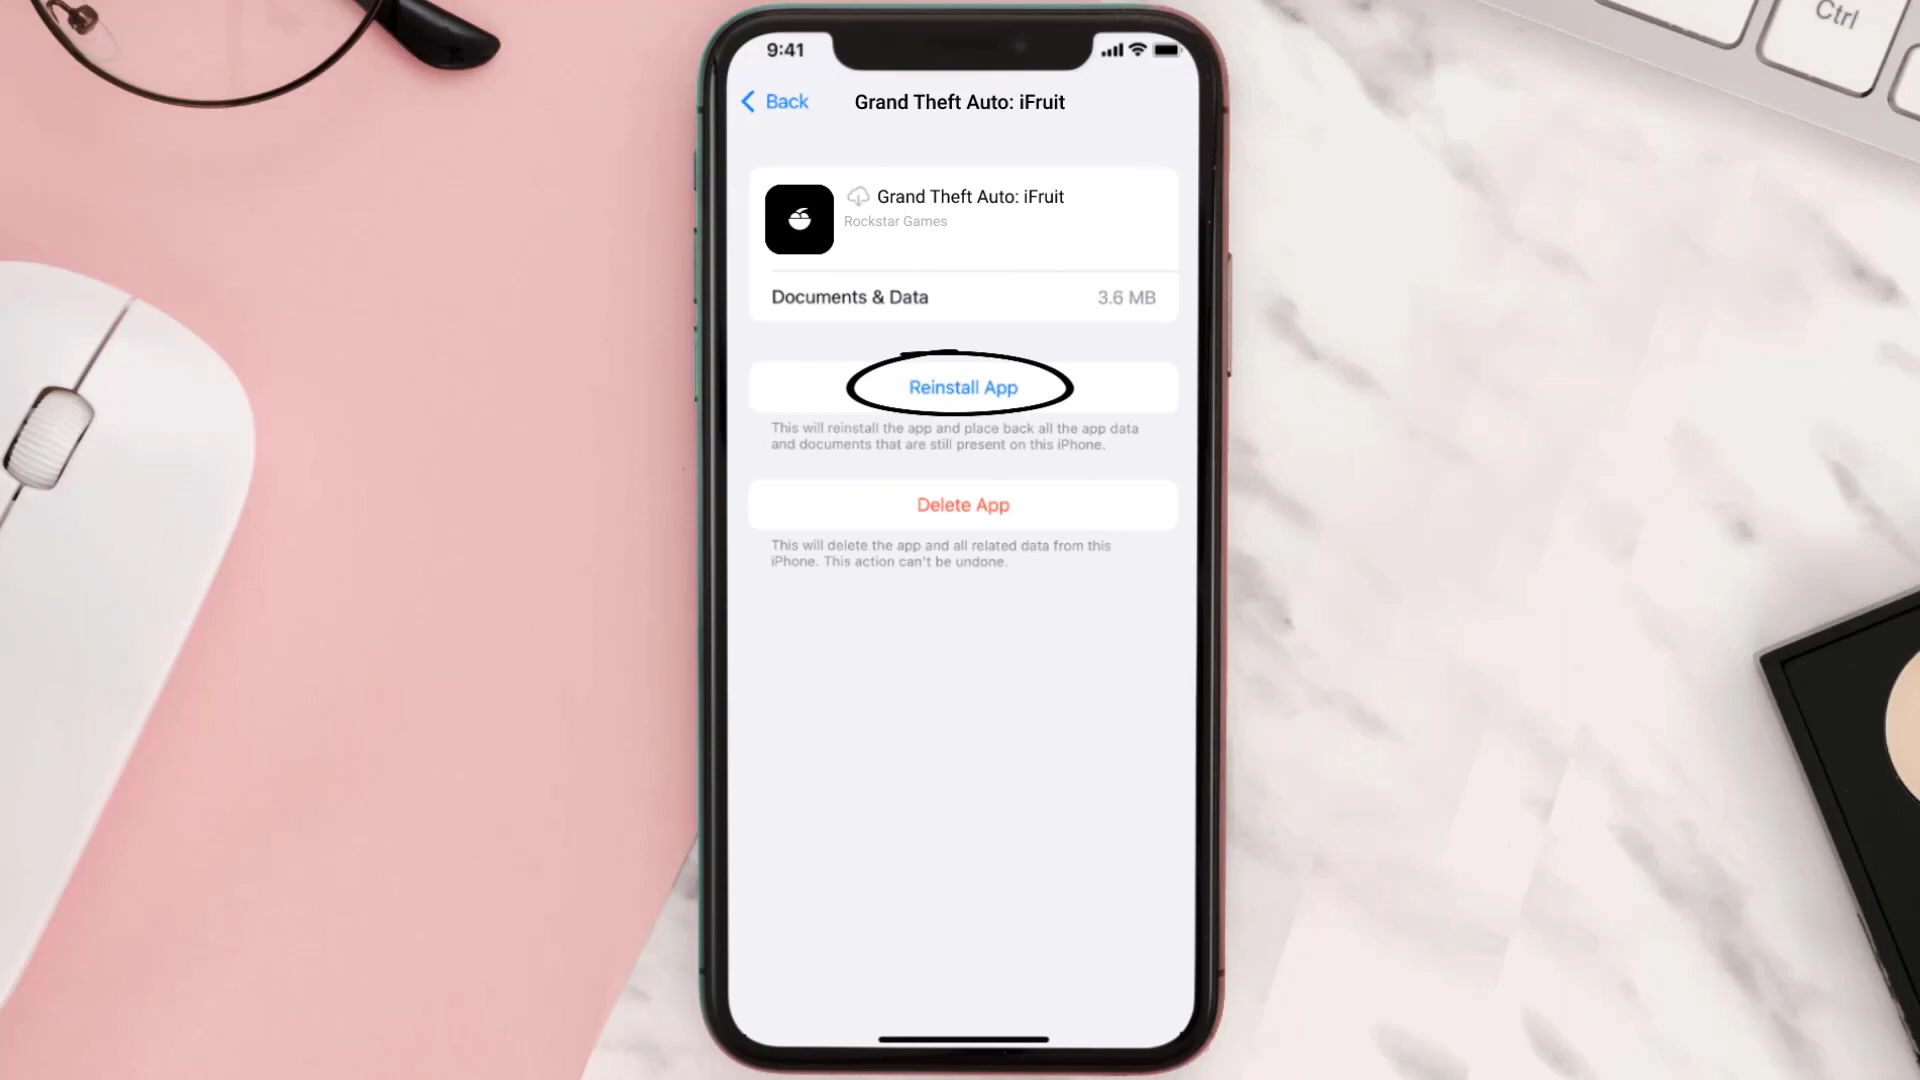 Ctrl
9:41
Back
Grand Theft Auto: iFruit
Grand Theft Auto: iFruit
Rockstar Games
Documents & Data 3.6 MB
Reinstall App
This will reinstall the app and place back all the app data
and documents that are still present on this iPhone.
Delete App
This will delete the app and all related data from this
iPhone. This action can't be undone.